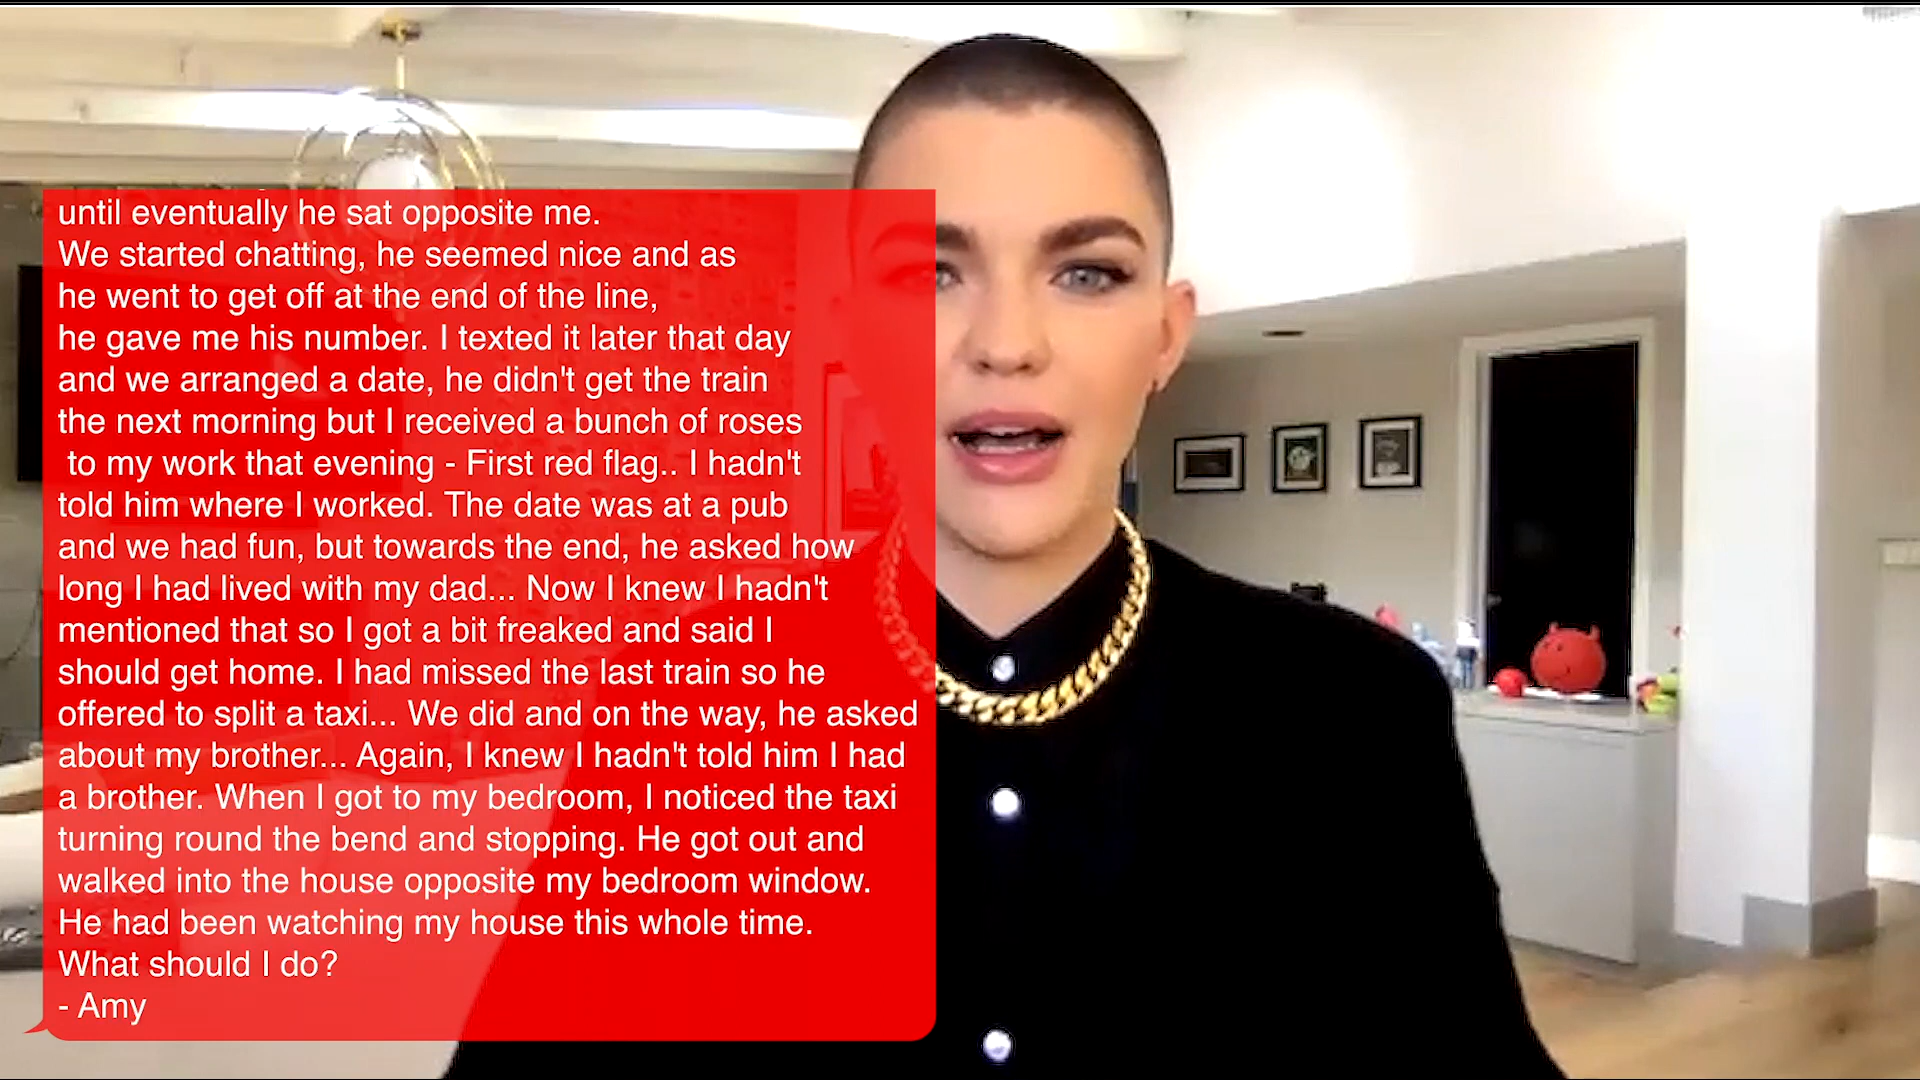 until eventually he sat opposite me.
We started chatting, he seemed nice and as
he went to get off at the end of the line,
he gave me his number. I texted it later that day
and we arranged a date, he didn't get the train
the next morning but I received a bunch of roses
to my work that evening - First red flag.. I hadn't
told him where I worked. The date was at a pub
and we had fun, but towards the end, he asked how
long I had lived with my dad... Now I knew I hadn't
mentioned that so I got a bit freaked and said I
should get home. I had missed the last train so he
offered to split a taxi... We did and on the way, he asked
about my brother... Again, I knew I hadn't told him I had
a brother. When I got to my bedroom, I noticed the taxi
turning round the bend and stopping. He got out and
walked into the house opposite my bedroom window.
He had been watching my house this whole time.
What should I do?
- Amy